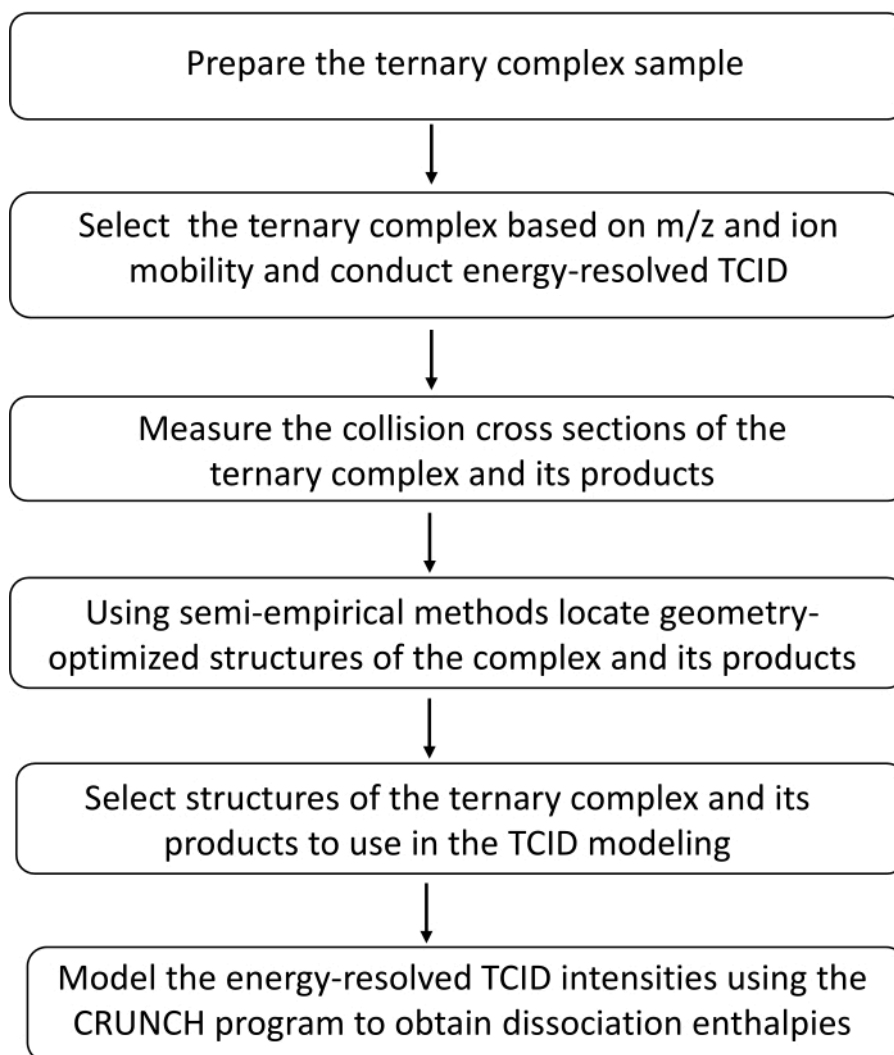 Prepare the ternary complex sample
Select the ternary complex based on m/z and ion
mobility and conduct energy-resolved TCID
Measure the collision cross sections of the
ternary complex and its products
Using semi-empirical methods locate geometry-
optimized structures of the complex and its products
Select structures of the ternary complex and its
products to use in the TCID modeling
Model the energy-resolved TCID intensities using the
CRUNCH program to obtain dissociation enthalpies